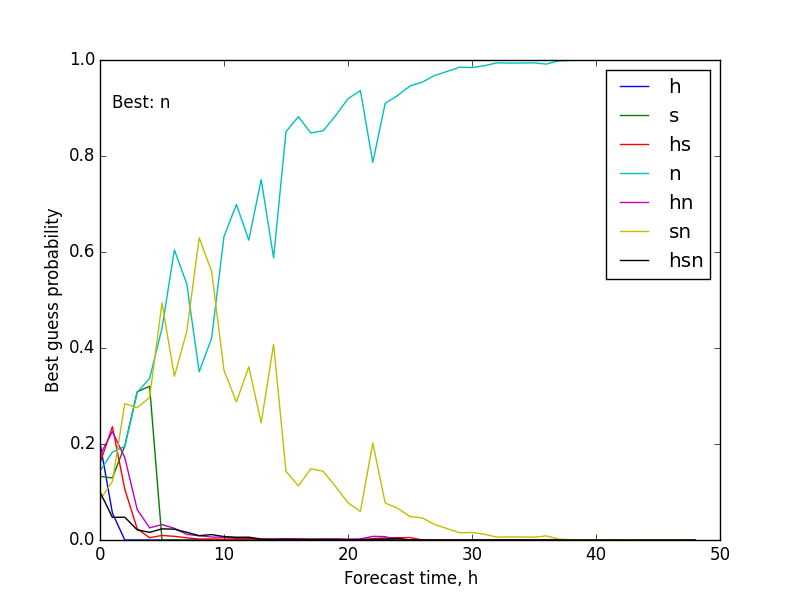 1.0
0.8
0.6
0.4
0.2
0.0
Best guess probability
Best: n
h
s
hs
n
hn
sn
hsn
0 10 20 30 40 50
Forecast time, h